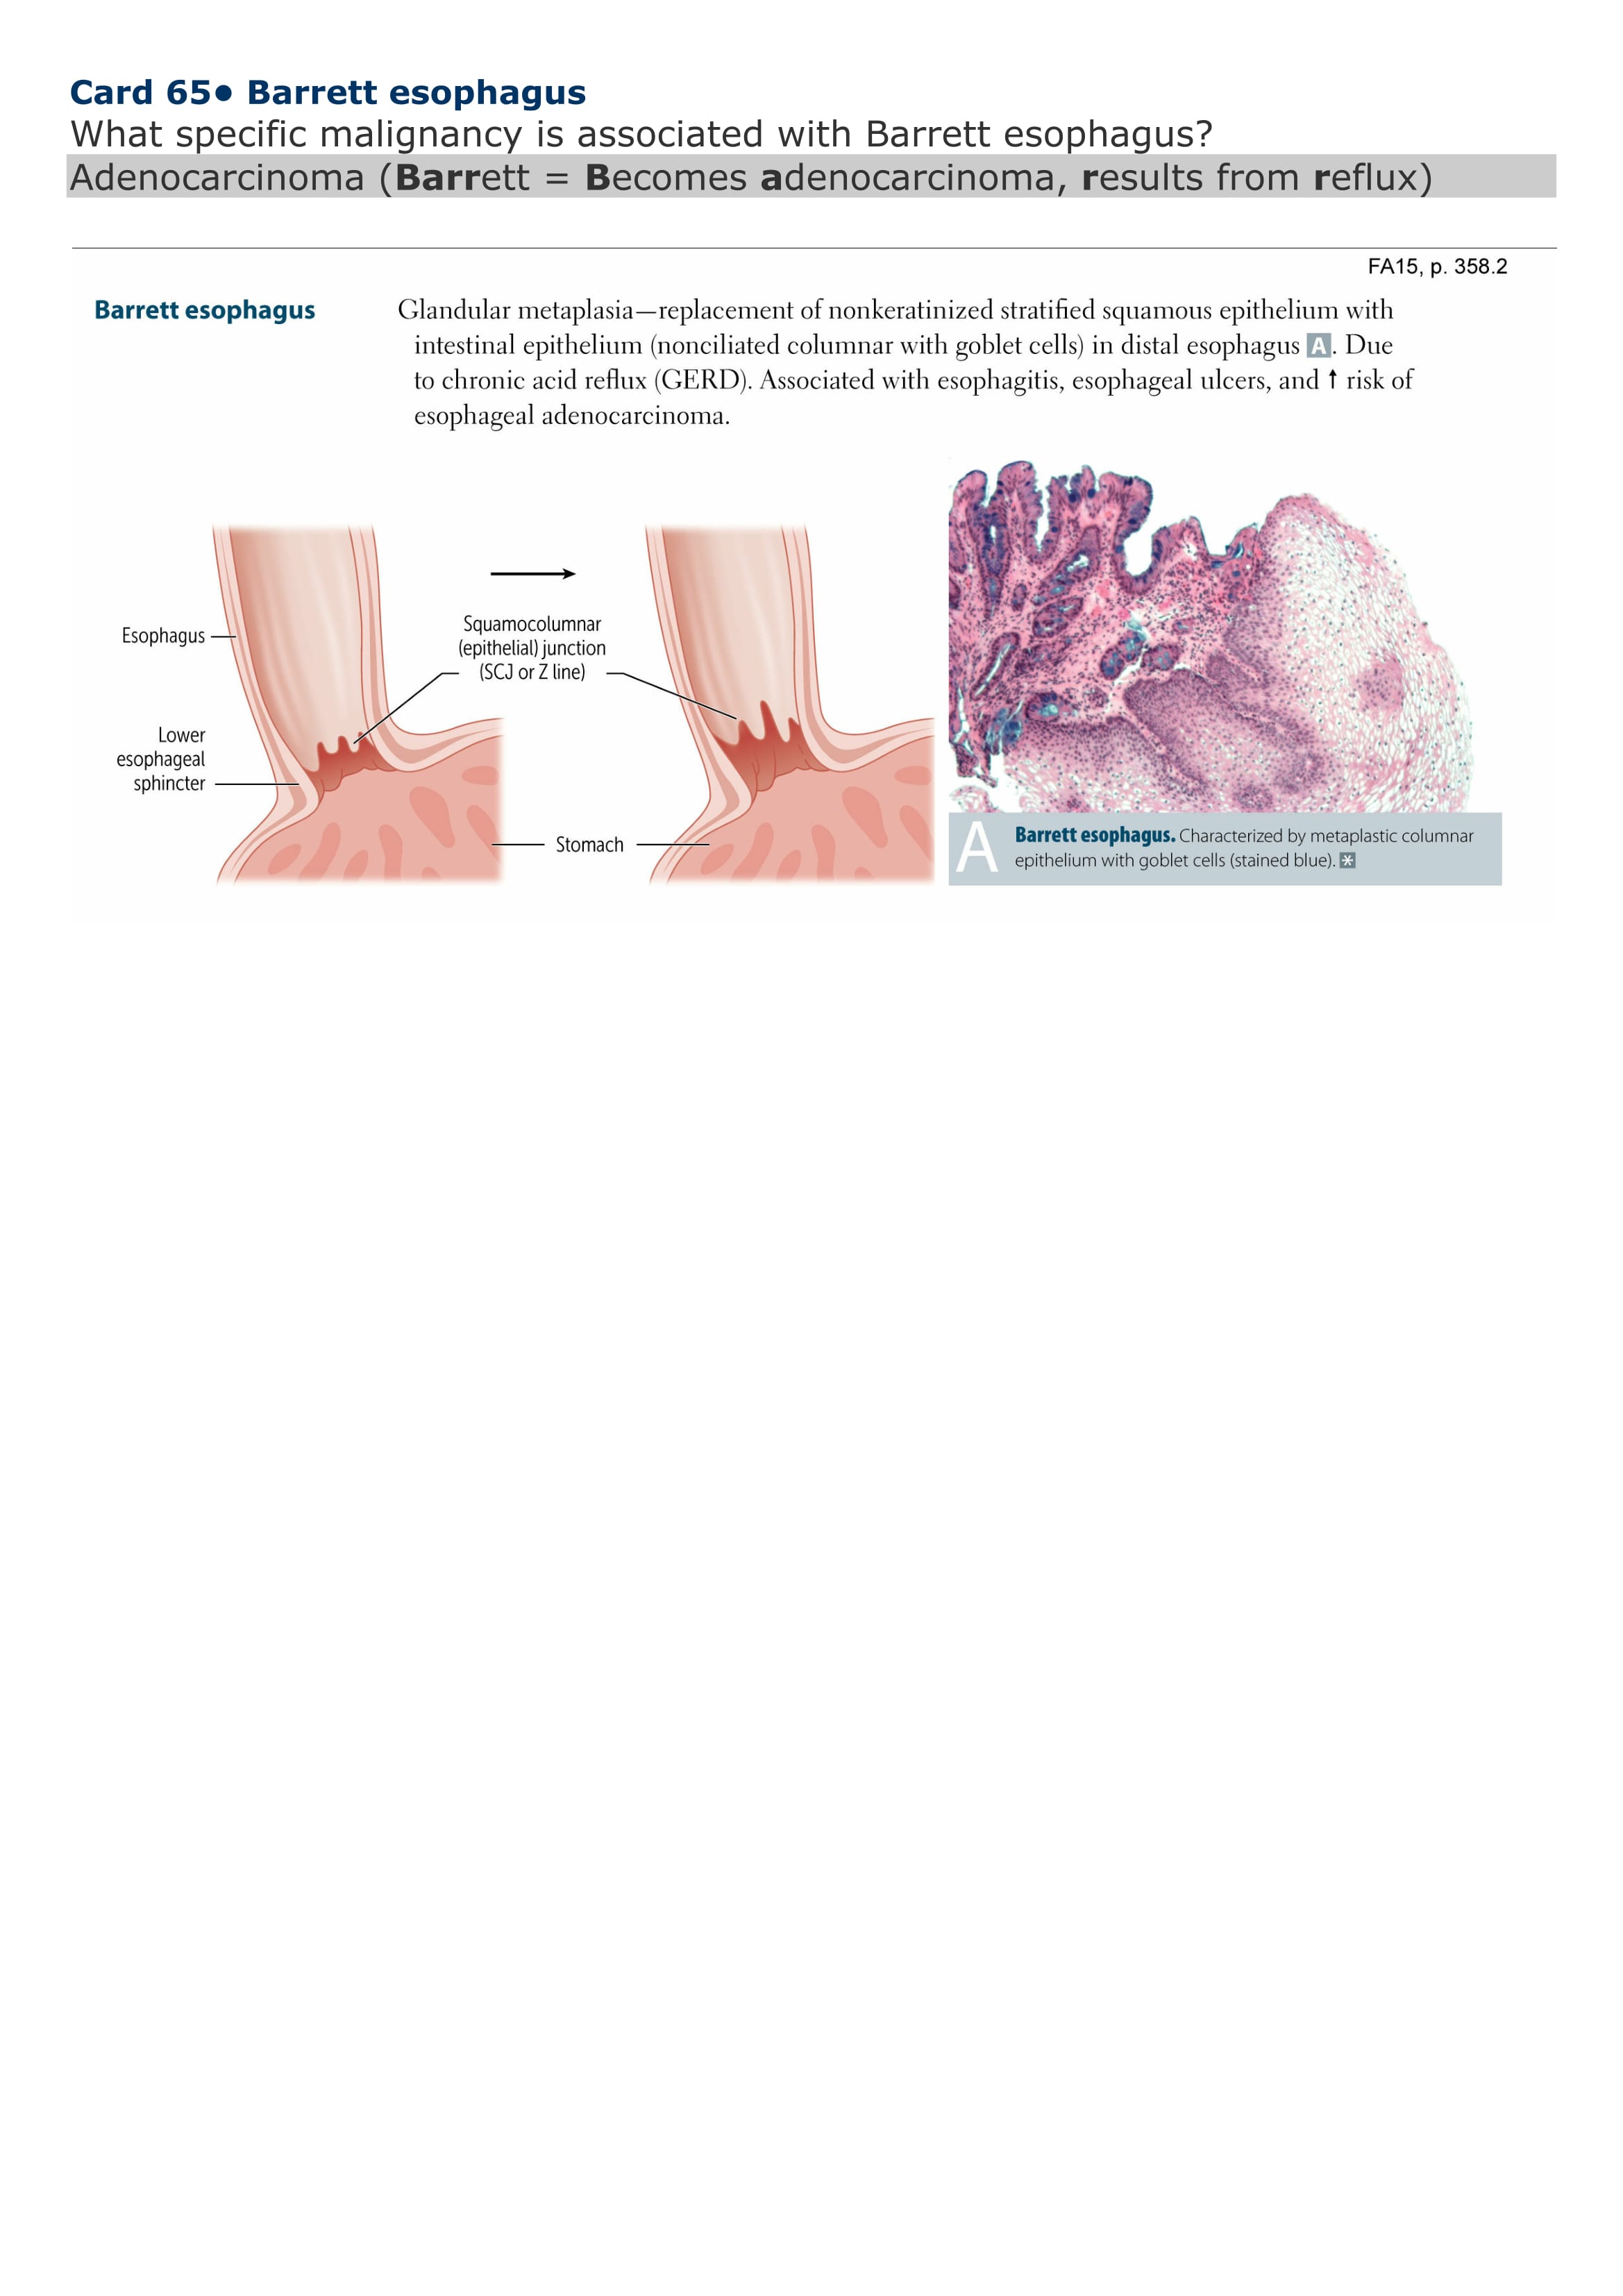 Card 65● Barrett esophagus
What specific malignancy is associated with Barrett esophagus?
Adenocarcinoma (Barrett = Becomes adenocarcinoma, results from reflux)
FA15, p. 358.2
Barrett esophagus
Glandular metaplasia—replacement of nonkeratinized stratified squamous epithelium with
intestinal epithelium (nonciliated columnar with goblet cells) in distal esophagus A. Due
to chronic acid reflux (GERD). Associated with esophagitis, esophageal ulcers, and ↑ risk of
esophageal adenocarcinoma.
Esophagus
Squamocolumnar
(epithelial) junction
(SCJ or Z line)
Lower
esophageal
sphincter
Stomach
A
Barrett esophagus. Characterized by metaplastic columnar
epithelium with goblet cells (stained blue). *